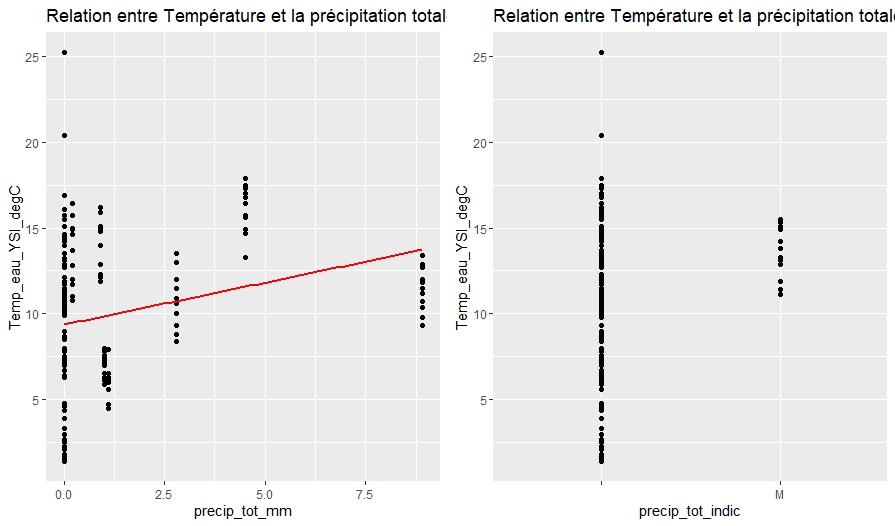 Relation entre Température et la précipitation total
Temp_eau_YSI_degC
25
20
15
10
5
0.0 2.5 5.0 7.5
precip_tot_mm
Relation entre Température et la précipitation total
Temp_eau_YSI_degC
25
20
15
10
5
M
precip_tot_indic